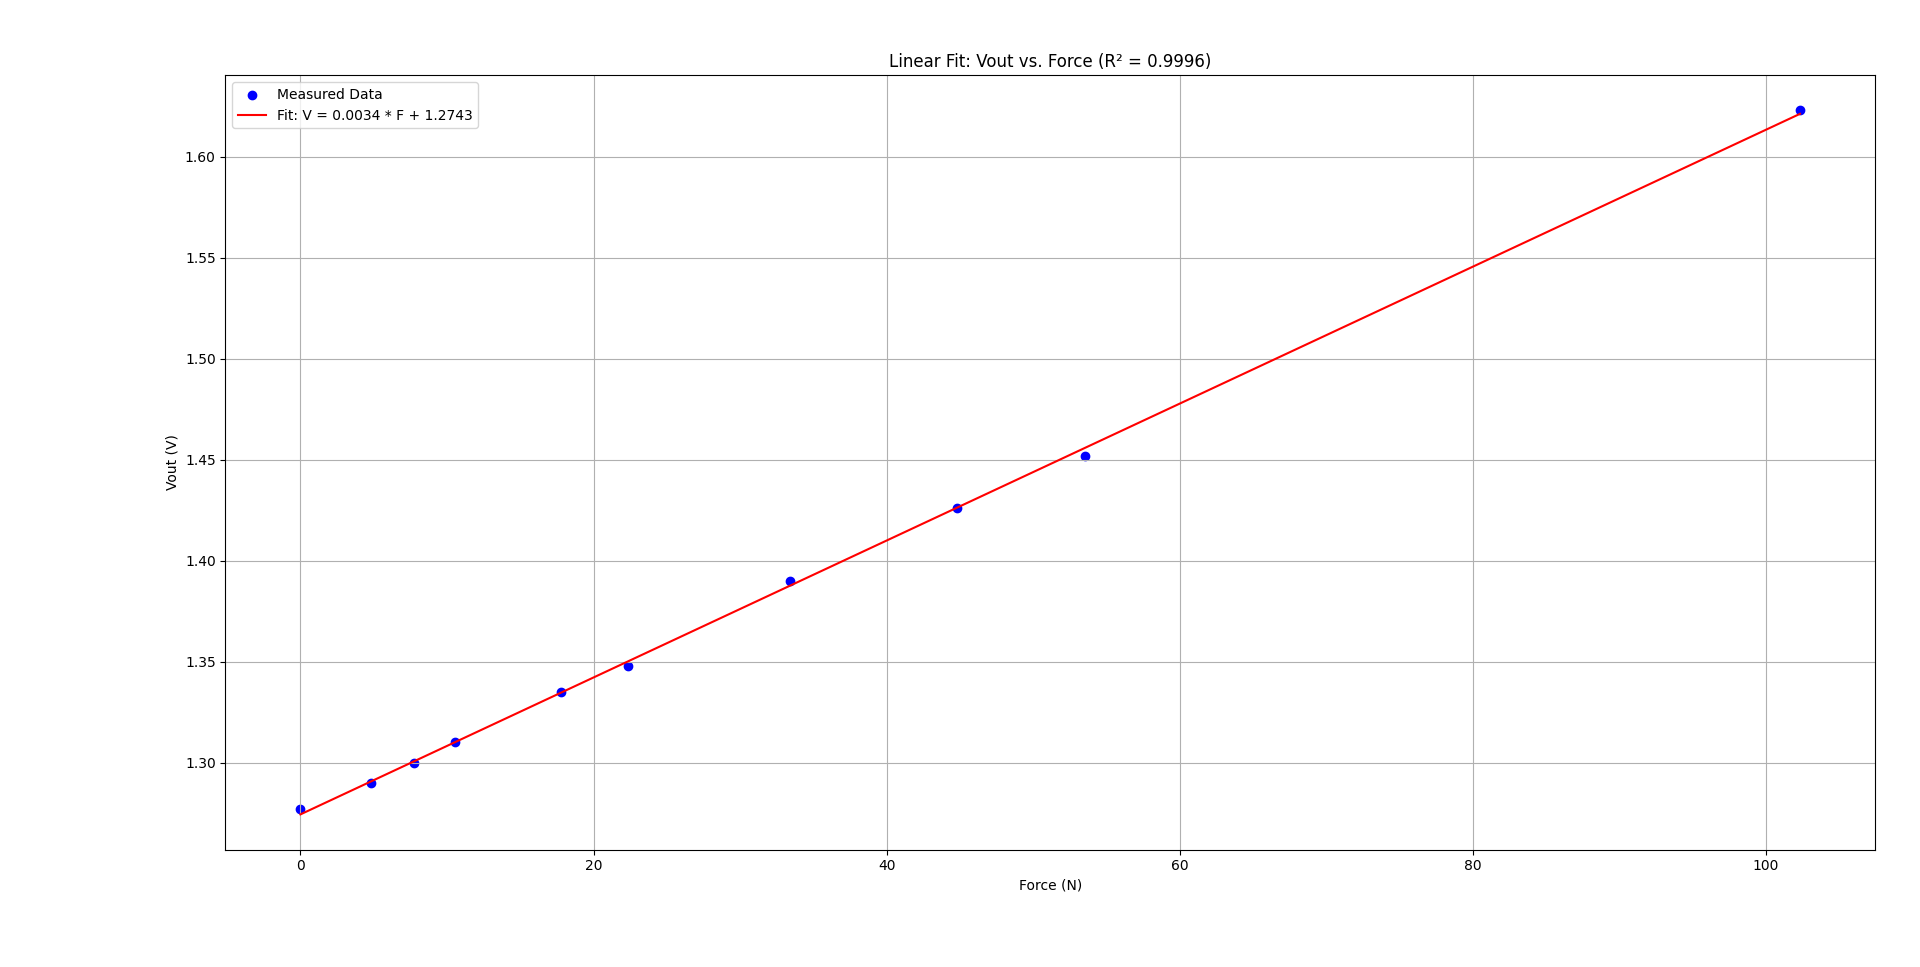 Linear Fit: Vout vs. Force (R² = 0.9996)
Measured Data
Fit: V = 0.0034 * F + 1.2743
1.60
1.55
1.50
1.45
1.40
1.35
1.30
Vout (V)
0 20 40 60 80 100
Force (N)